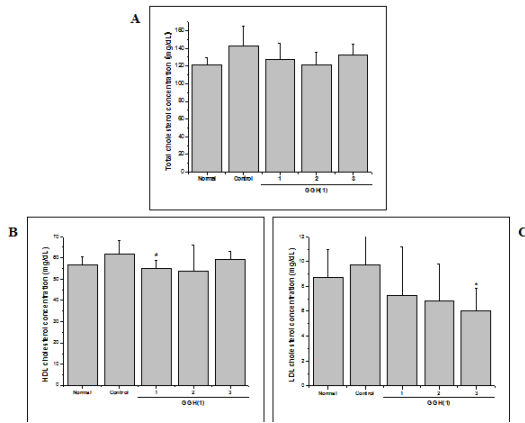 A
Total cholesterol concentration (mg/dL)
160
140
120
100
80
60
40
20
0
Normal Control 1 2 3
GGH(1)
B
HDL cholesterol concentration (mg/dL)
70
60
50
40
30
20
10
0
#
Normal Control 1 2 3
GGH(1)
C
LDL cholesterol concentration (mg/dL)
12
10
8
6
4
2
0
*
Normal Control 1 2 3
GGH(1)